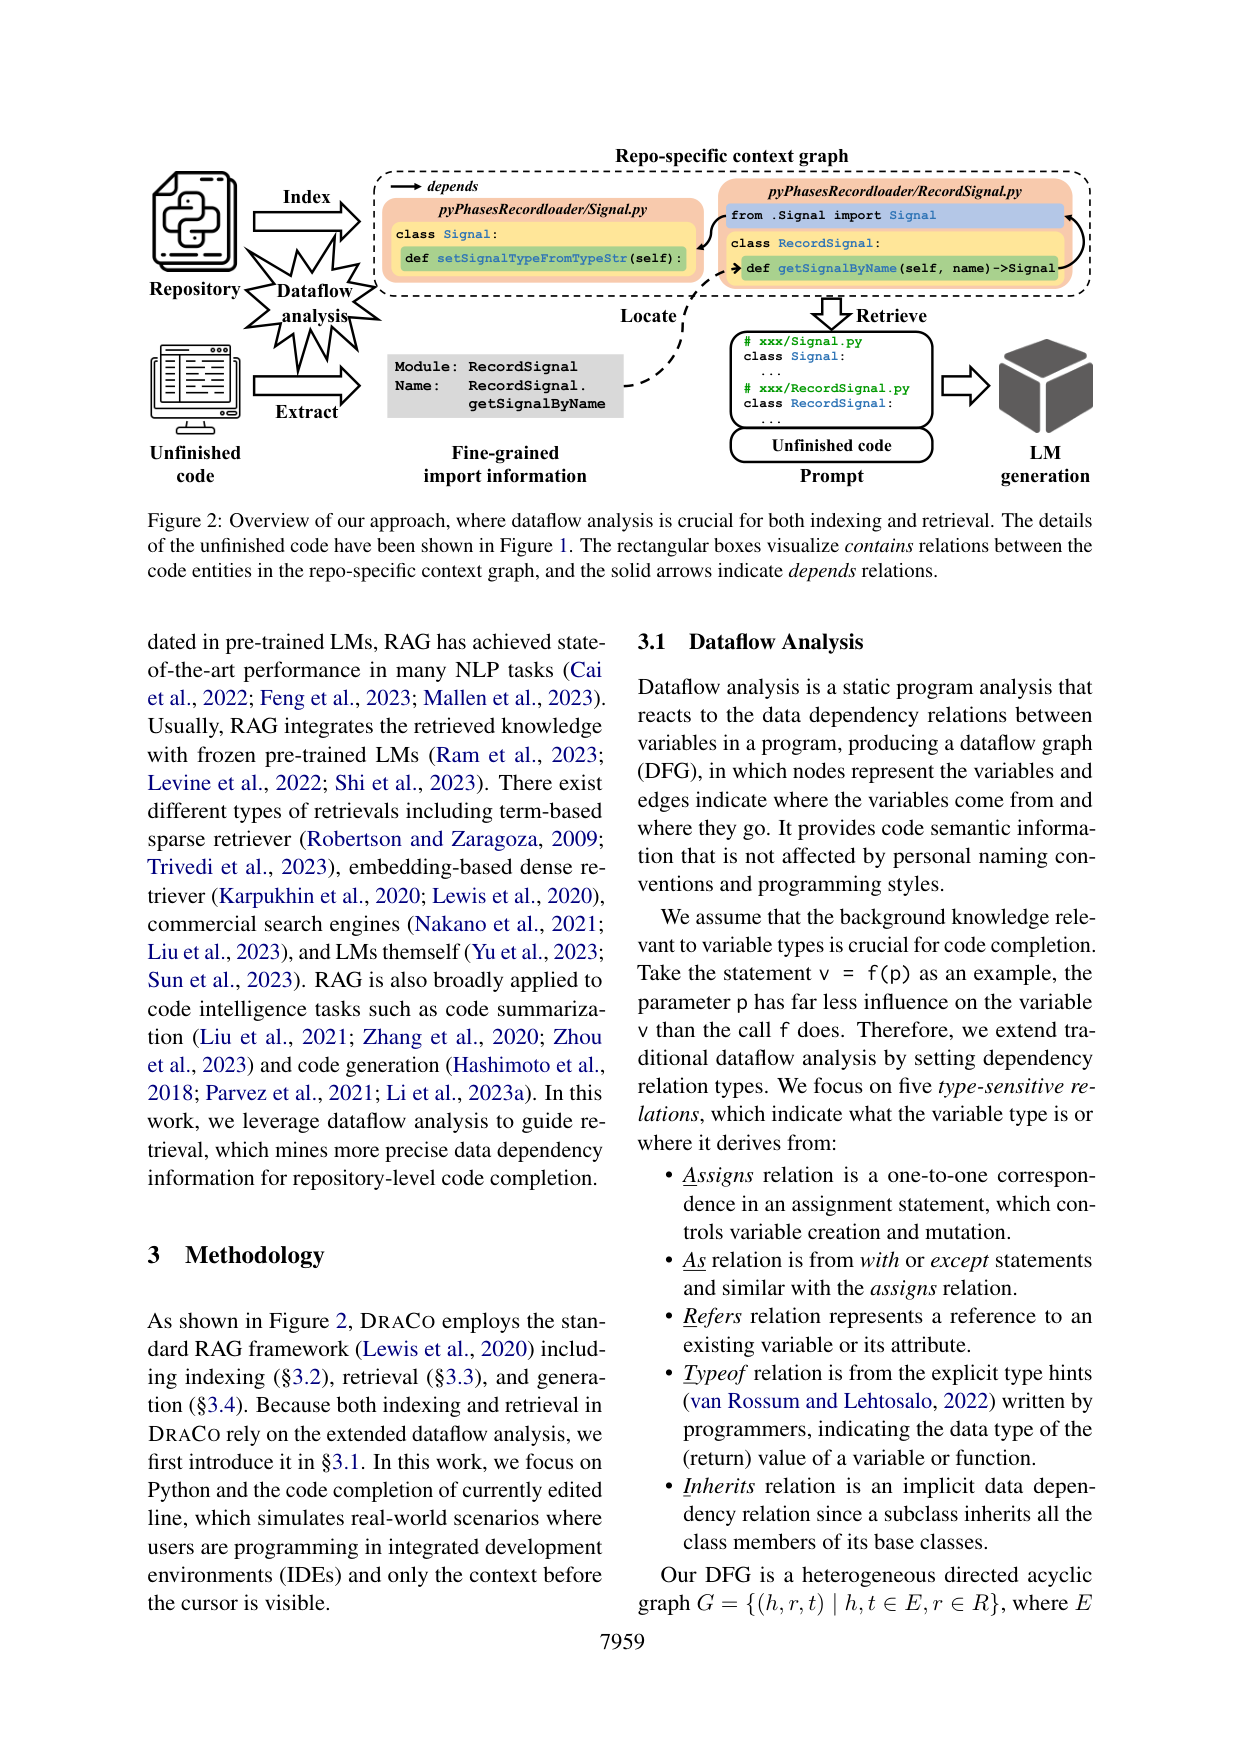 Repo-specific context graph
Index
depends
pyPhasesRecordloader/Signal.py
class Signal:
def setSignalTypeFromTypeStr(self):
pyPhasesRecordloader/RecordSignal.py
from .Signal import Signal
class RecordSignal:
def getSignalByName(self, name)->Signal
Repository
Dataflow
analysis
Locate
Retrieve
Extract
Module: RecordSignal
Name: RecordSignal.
getSignalByName
# xxx/Signal.py
class Signal:
...
# xxx/RecordSignal.py
class RecordSignal:
...
Unfinished code
Unfinished
code
Fine-grained
import information
Prompt
LM
generation
Figure 2: Overview of our approach, where dataflow analysis is crucial for both indexing and retrieval. The details
of the unfinished code have been shown in Figure 1. The rectangular boxes visualize contains relations between the
code entities in the repo-specific context graph, and the solid arrows indicate depends relations.
dated in pre-trained LMs, RAG has achieved state-
of-the-art performance in many NLP tasks (Cai
et al., 2022; Feng et al., 2023; Mallen et al., 2023).
Usually, RAG integrates the retrieved knowledge
with frozen pre-trained LMs (Ram et al., 2023;
Levine et al., 2022; Shi et al., 2023). There exist
different types of retrievals including term-based
sparse retriever (Robertson and Zaragoza, 2009;
Trivedi et al., 2023), embedding-based dense re-
triever (Karpukhin et al., 2020; Lewis et al., 2020),
commercial search engines (Nakano et al., 2021;
Liu et al., 2023), and LMs themself (Yu et al., 2023;
Sun et al., 2023). RAG is also broadly applied to
code intelligence tasks such as code summariza-
tion (Liu et al., 2021; Zhang et al., 2020; Zhou
et al., 2023) and code generation (Hashimoto et al.,
2018; Parvez et al., 2021; Li et al., 2023a). In this
work, we leverage dataflow analysis to guide re-
trieval, which mines more precise data dependency
information for repository-level code completion.
3 Methodology
As shown in Figure 2, DRACO employs the stan-
dard RAG framework (Lewis et al., 2020) includ-
ing indexing (§3.2), retrieval (§3.3), and genera-
tion (§3.4). Because both indexing and retrieval in
DRACO rely on the extended dataflow analysis, we
first introduce it in §3.1. In this work, we focus on
Python and the code completion of currently edited
line, which simulates real-world scenarios where
users are programming in integrated development
environments (IDEs) and only the context before
the cursor is visible.
3.1 Dataflow Analysis
Dataflow analysis is a static program analysis that
reacts to the data dependency relations between
variables in a program, producing a dataflow graph
(DFG), in which nodes represent the variables and
edges indicate where the variables come from and
where they go. It provides code semantic informa-
tion that is not affected by personal naming con-
ventions and programming styles.
We assume that the background knowledge rele-
vant to variable types is crucial for code completion.
Take the statement v = f(p) as an example, the
parameter p has far less influence on the variable
v than the call f does. Therefore, we extend tra-
ditional dataflow analysis by setting dependency
relation types. We focus on five type-sensitive re-
lations, which indicate what the variable type is or
where it derives from:
• Assigns relation is a one-to-one correspon-
dence in an assignment statement, which con-
trols variable creation and mutation.
• As relation is from with or except statements
and similar with the assigns relation.
• Refers relation represents a reference to an
existing variable or its attribute.
• Typeof relation is from the explicit type hints
(van Rossum and Lehtosalo, 2022) written by
programmers, indicating the data type of the
(return) value of a variable or function.
• Inherits relation is an implicit data depen-
dency relation since a subclass inherits all the
class members of its base classes.
Our DFG is a heterogeneous directed acyclic
graph G = {(h, r, t) | h, t ∈ E, r ∈ R}, where E
7959